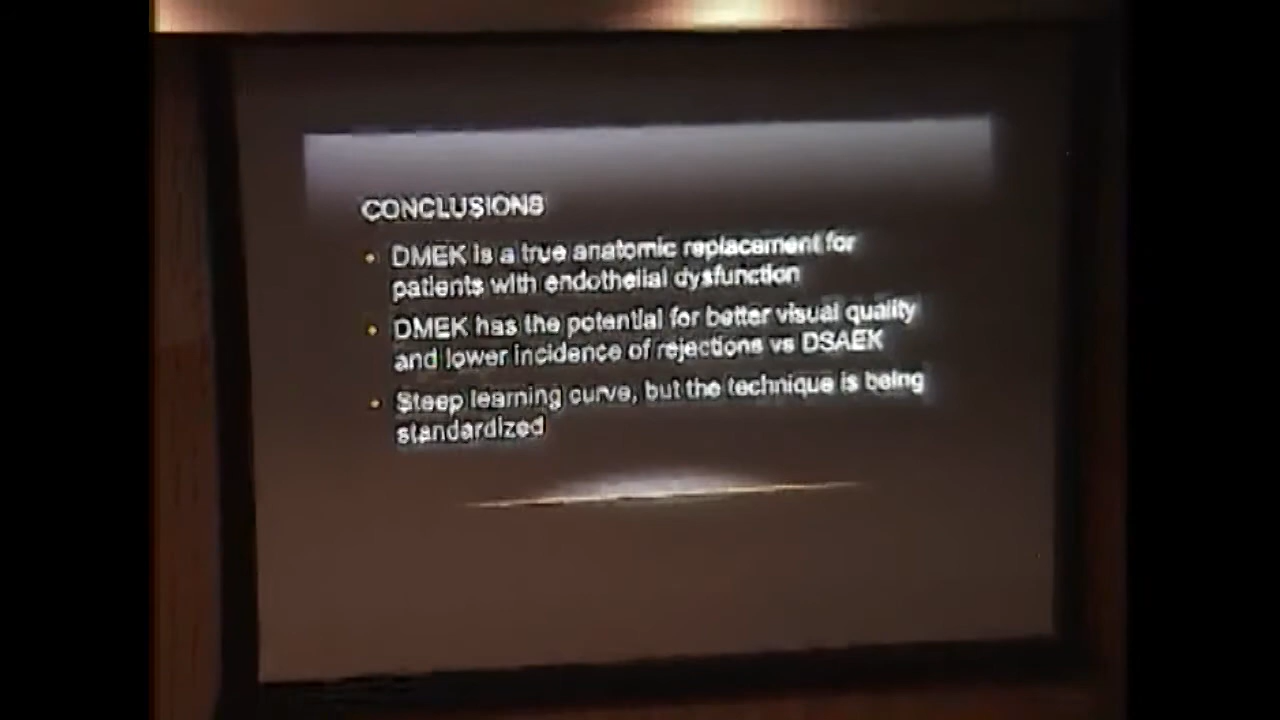 CONCLUSIONS
• DMEK is a true anatomic replacement for
patients with endothelial dysfunction
• DMEK has the potential for better visual quality
and lower incidence of rejections vs DSAEK
• Steep learning curve, but the technique is being
standardized